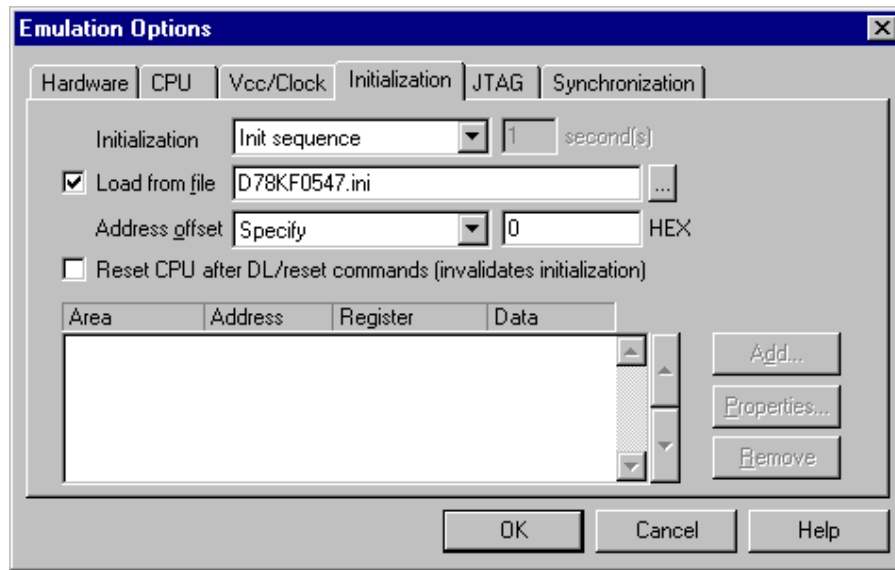 Emulation Options
Hardware CPU Vcc/Clock Initialization JTAG Synchronization
Initialization Init sequence 1 second(s)
Load from file D78KF0547.ini ...
Address offset Specify 0 HEX
Reset CPU after DL/reset commands (invalidates initialization)
Area Address Register Data
Add...
Properties...
Remove
OK Cancel Help